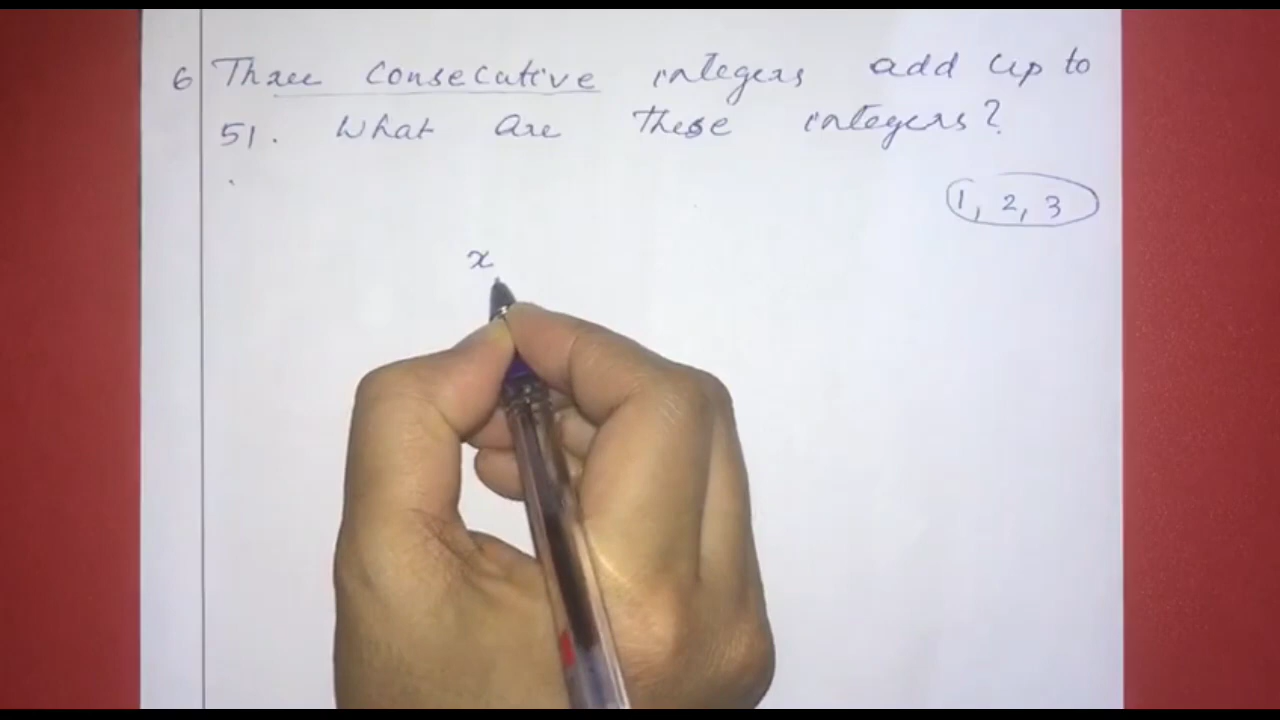 6 Three consecutive integers add up to
51. What are these integers?
1, 2, 3
x